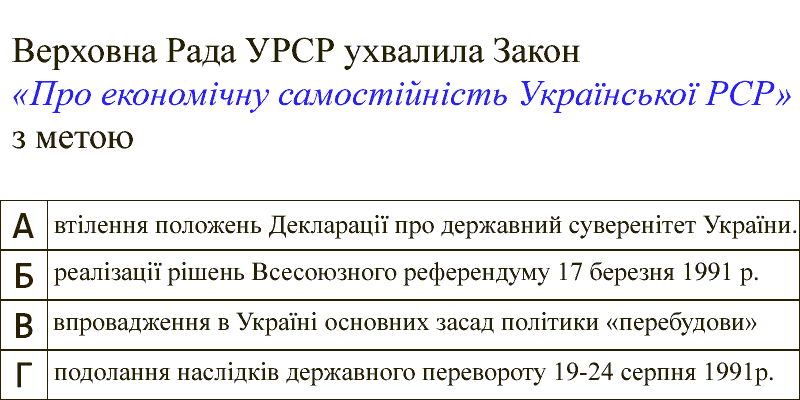 Верховна Рада УРСР ухвалила Закон
«Про економічну самостійність Української РСР»
з метою
А втілення положень Декларації про державний суверенітет України.
Б реалізації рішень Всесоюзного референдуму 17 березня 1991 р.
В впровадження в Україні основних засад політики «перебудови»
Г подолання наслідків державного перевороту 19-24 серпня 1991р.